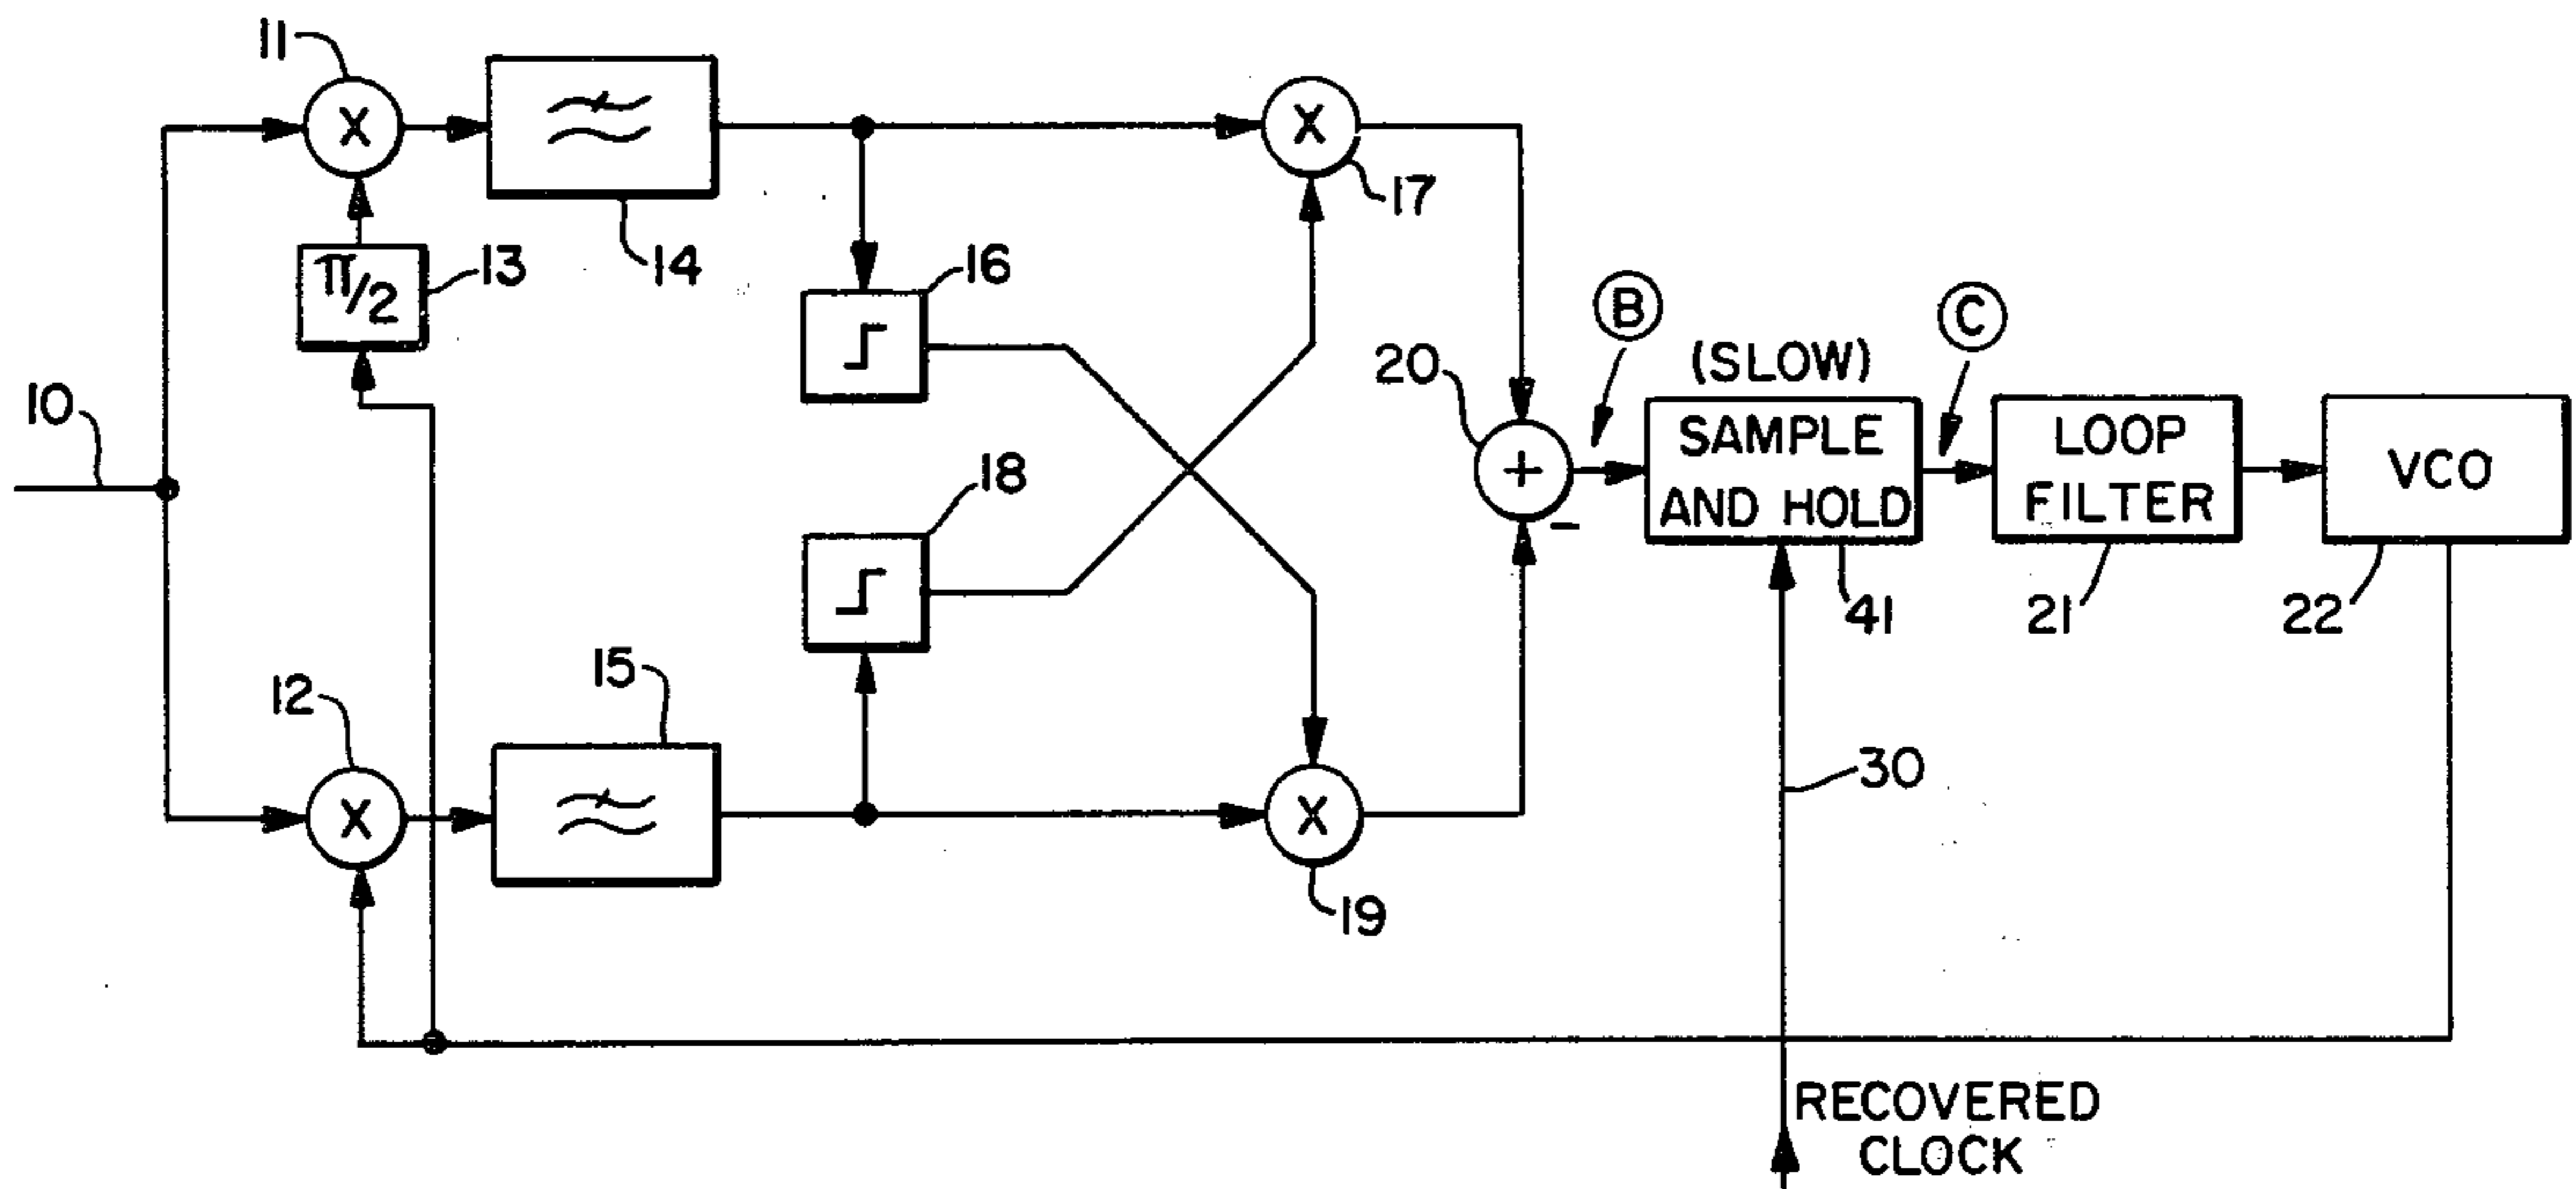 11
X
14
X
17
π/2
13
16
B
C
10
20
(SLOW)
+
-
SAMPLE
AND HOLD
LOOP
FILTER
VCO
18
41
21
22
15
12
X
X
19
30
RECOVERED
CLOCK